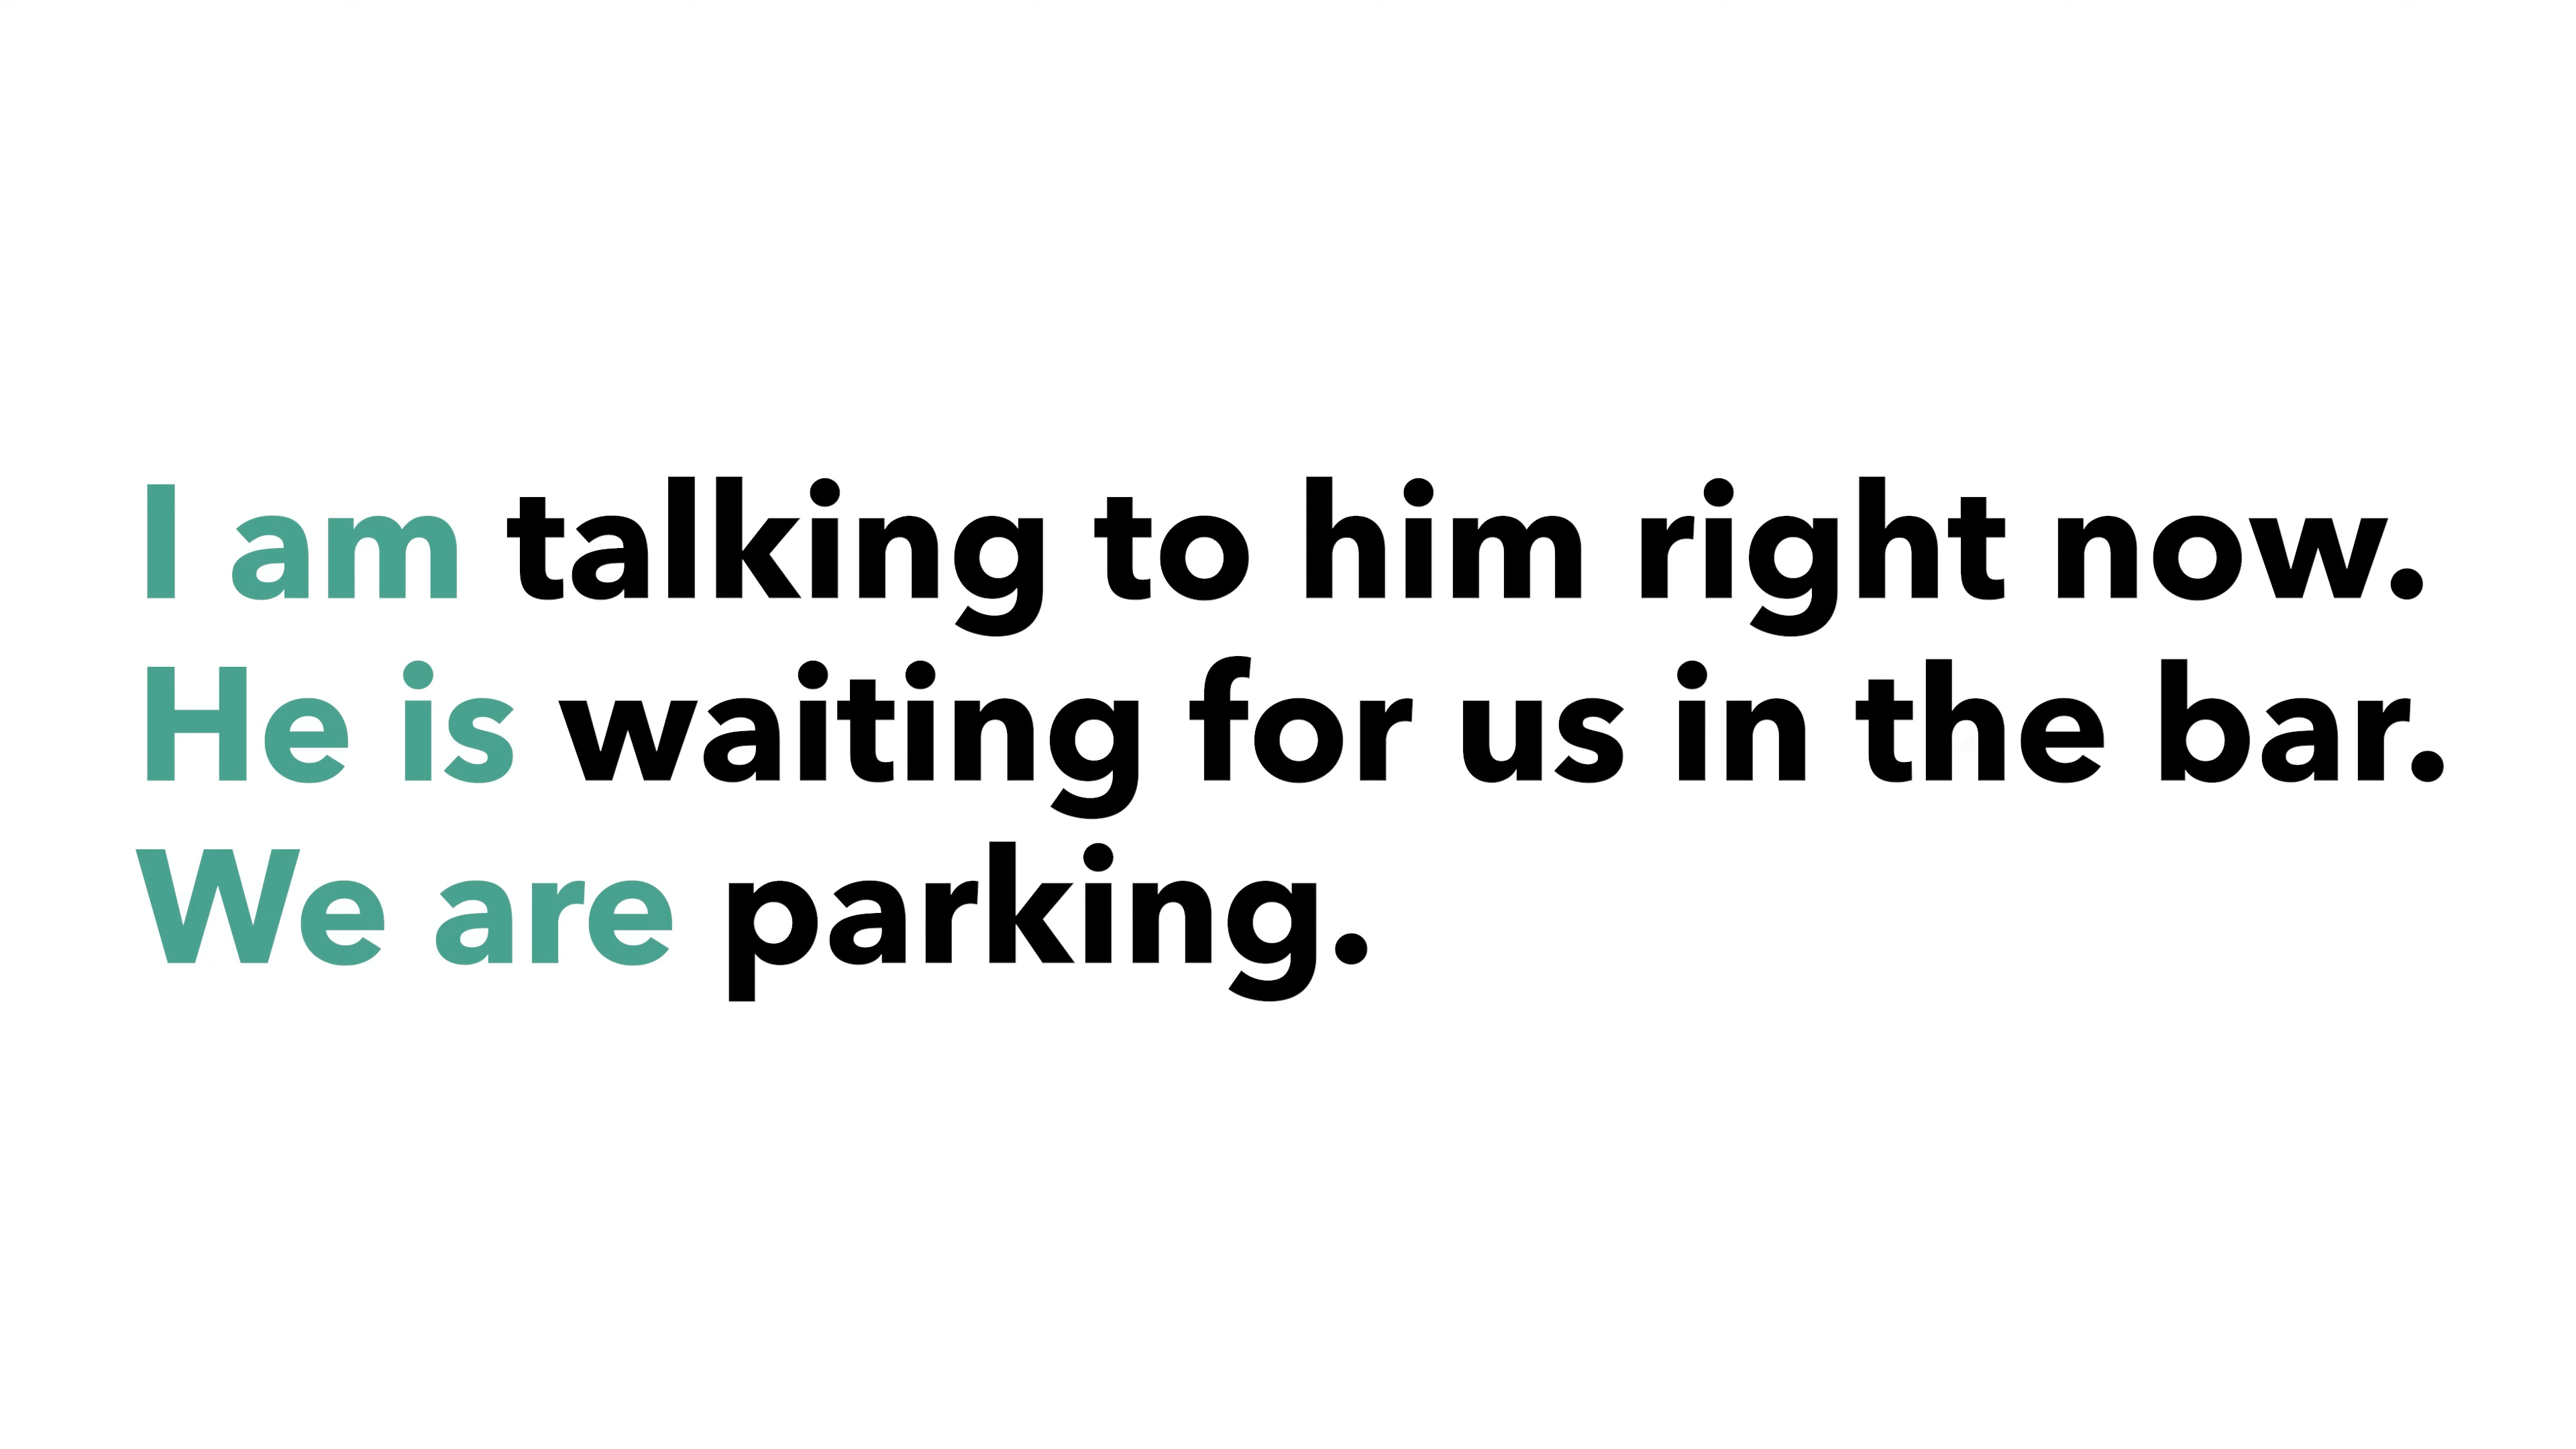 I am talking to him right now.
He is waiting for us in the bar.
We are parking.